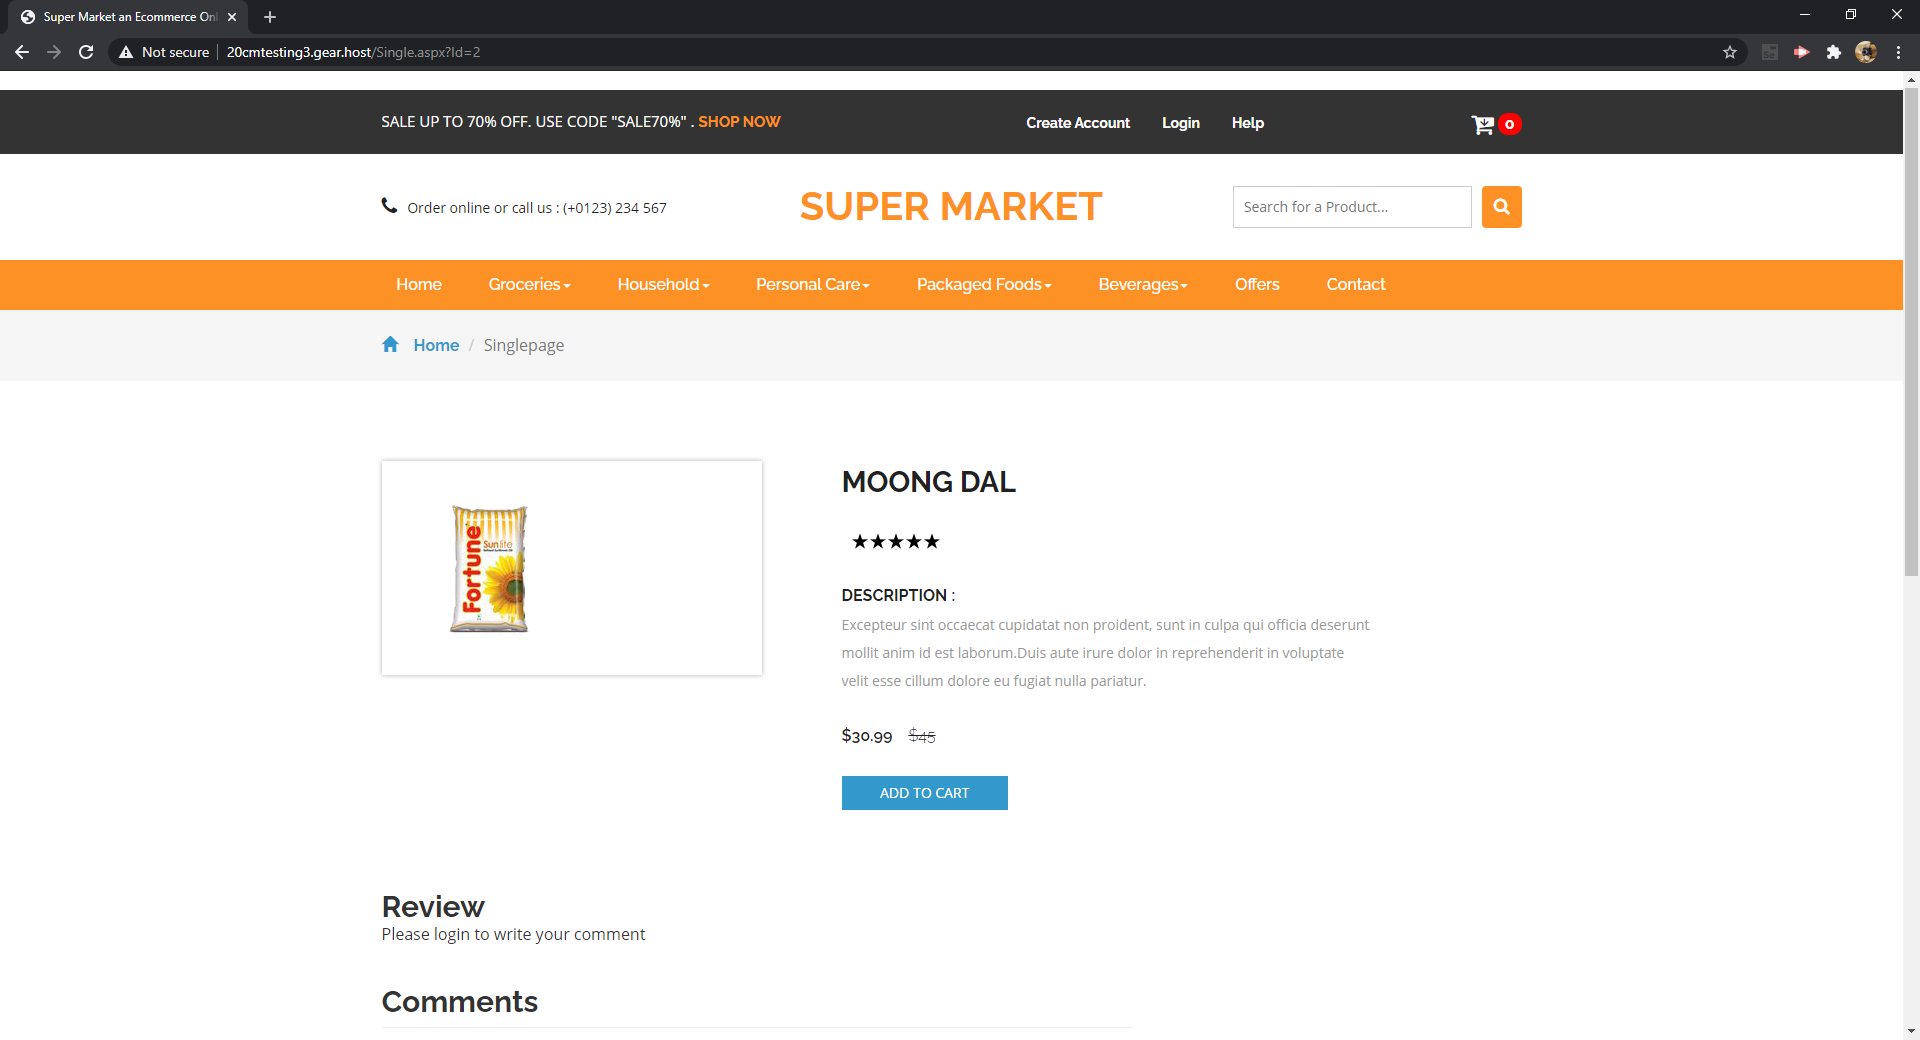 Super Market an Ecommerce Onl
Not secure
20cmtesting3.gear.host/Single.aspx?Id=2
SALE UP TO 70% OFF. USE CODE "SALE70%" . SHOP NOW
Create Account
Login
Help
0
Order online or call us : (+0123) 234 567
SUPER MARKET
Search for a Product...
Home
Groceries
Household
Personal Care
Packaged Foods
Beverages
Offers
Contact
Home / Singlepage
Fortune
Sunlite
MOONG DAL
★★★★★
DESCRIPTION :
Excepteur sint occaecat cupidatat non proident, sunt in culpa qui officia deserunt
mollit anim id est laborum.Duis aute irure dolor in reprehenderit in voluptate
velit esse cillum dolore eu fugiat nulla pariatur.
$30.99 $45
ADD TO CART
Review
Please login to write your comment
Comments